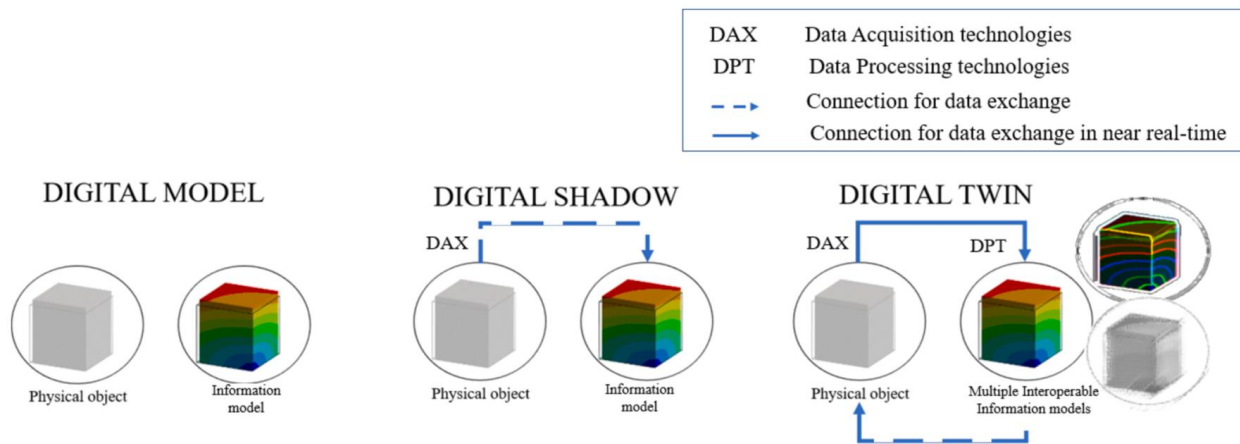 DAX Data Acquisition technologies
DPT Data Processing technologies
Connection for data exchange
Connection for data exchange in near real-time
DIGITAL MODEL
DIGITAL SHADOW
DIGITAL TWIN
DAX
DAX
DPT
Physical object
Information
model
Physical object
Information
model
Physical object
Multiple Interoperable
Information models